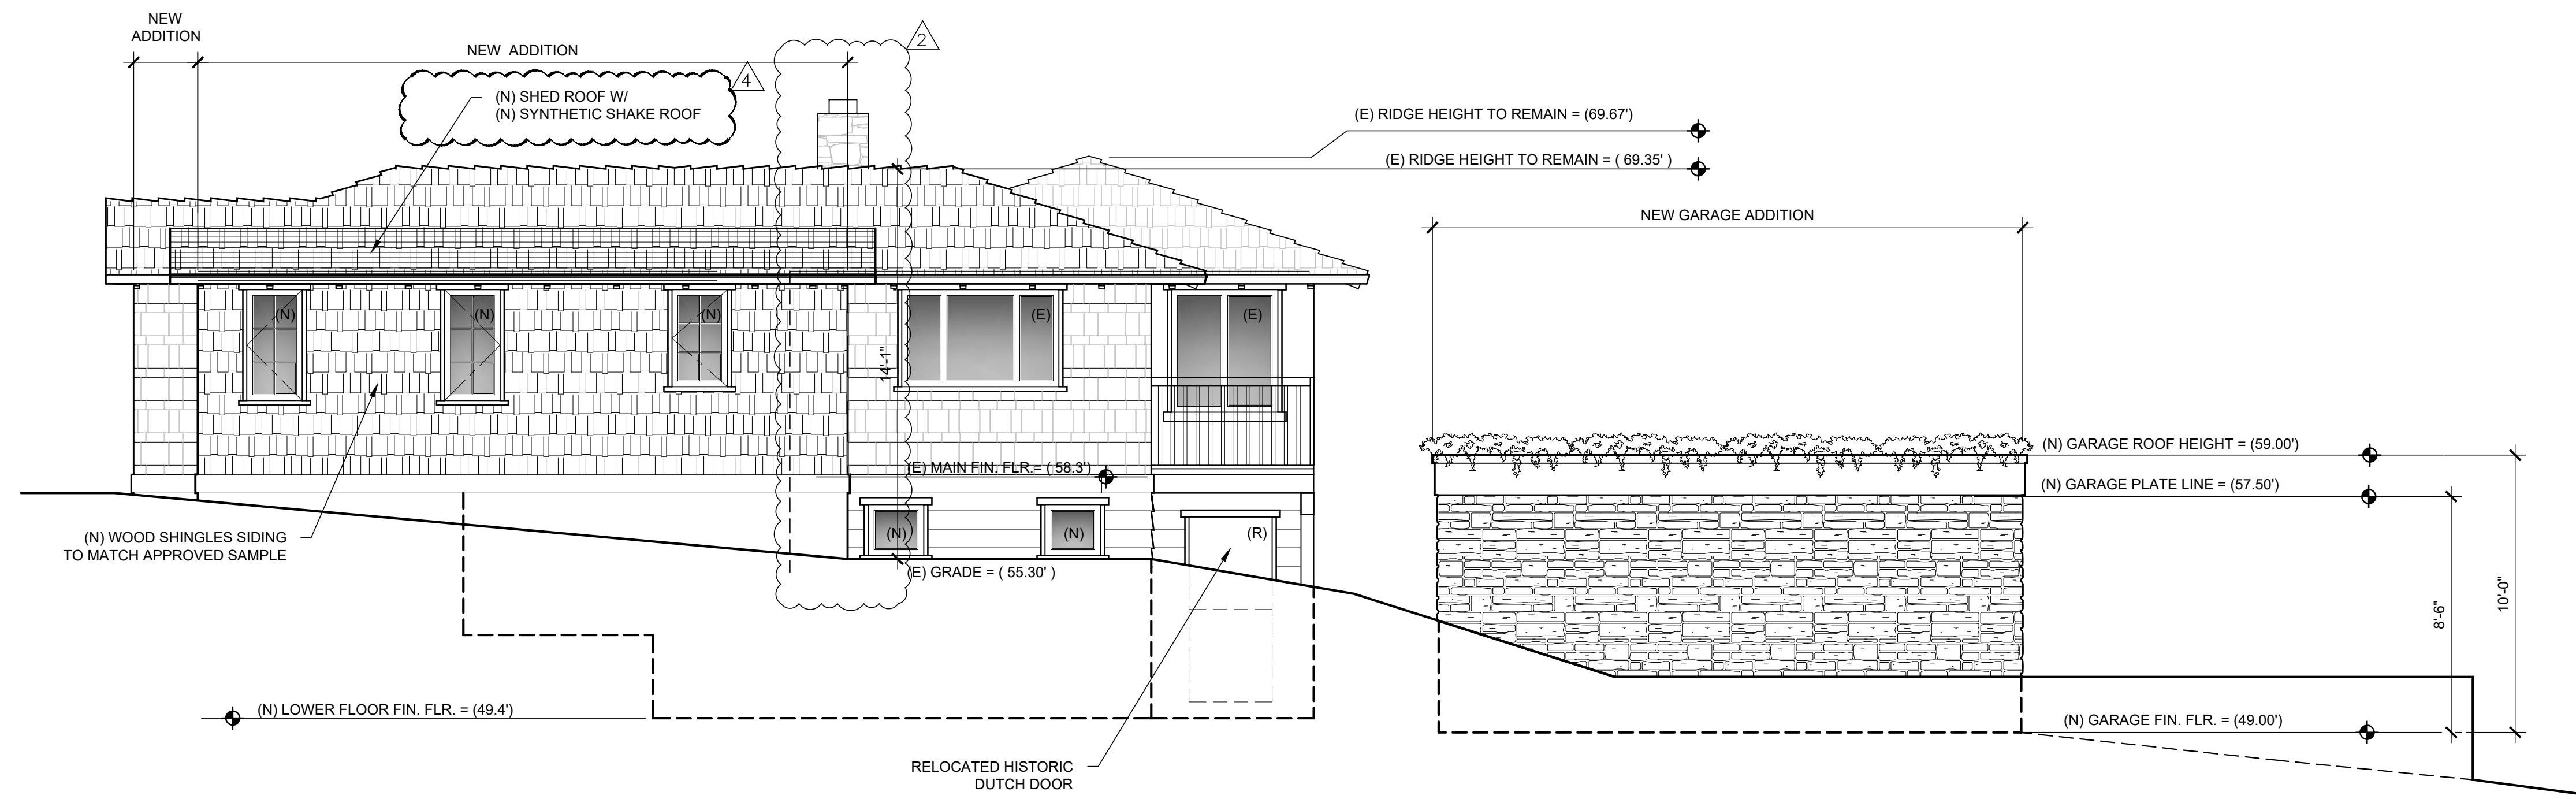 NEW
ADDITION
NEW ADDITION
2
4
(N) SHED ROOF W/
(N) SYNTHETIC SHAKE ROOF
(E) RIDGE HEIGHT TO REMAIN = (69.67')
(E) RIDGE HEIGHT TO REMAIN = ( 69.35' )
NEW GARAGE ADDITION
(N)
(N)
(N)
(E)
(E)
14'-1"
(E) MAIN FIN. FLR.= ( 58.3')
(N) GARAGE ROOF HEIGHT = (59.00')
(N) GARAGE PLATE LINE = (57.50')
(N) WOOD SHINGLES SIDING
TO MATCH APPROVED SAMPLE
(N)
(N)
(R)
(E) GRADE = ( 55.30' )
8'-6"
10'-0"
(N) LOWER FLOOR FIN. FLR. = (49.4')
(N) GARAGE FIN. FLR. = (49.00')
RELOCATED HISTORIC
DUTCH DOOR